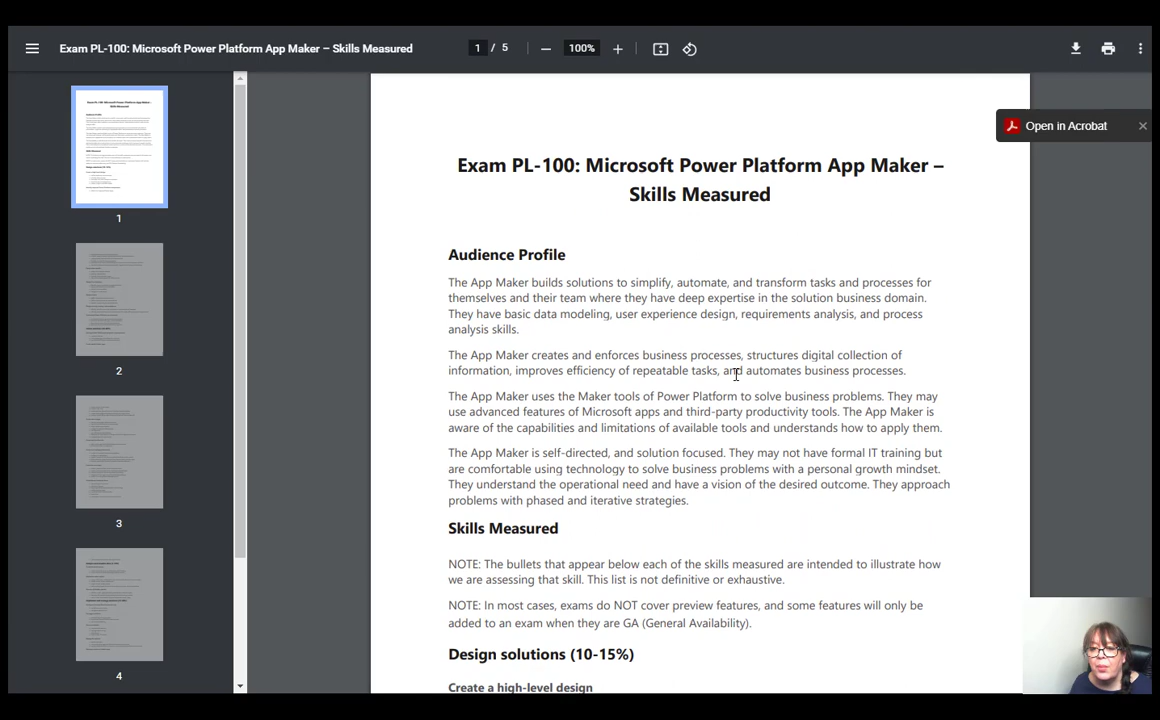 Exam PL-100: Microsoft Power Platform App Maker – Skills Measured
1 / 5
100%
Open in Acrobat
1
2
3
4
Exam PL-100: Microsoft Power Platform App Maker –
Skills Measured
Audience Profile
The App Maker builds solutions to simplify, automate, and transform tasks and processes for
themselves and their team where they have deep expertise in the solution business domain.
They have basic data modeling, user experience design, requirements analysis, and process
analysis skills.
The App Maker creates and enforces business processes, structures digital collection of
information, improves efficiency of repeatable tasks, and automates business processes.
The App Maker uses the Maker tools of Power Platform to solve business problems. They may
use advanced features of Microsoft apps and third-party productivity tools. The App Maker is
aware of the capabilities and limitations of available tools and understands how to apply them.
The App Maker is self-directed, and solution focused. They may not have formal IT training but
are comfortable using technology to solve business problems with a personal growth mindset.
They understand the operational need and have a vision of the desired outcome. They approach
problems with phased and iterative strategies.
Skills Measured
NOTE: The bullets that appear below each of the skills measured are intended to illustrate how
we are assessing that skill. This list is not definitive or exhaustive.
NOTE: In most cases, exams do NOT cover preview features, and some features will only be
added to an exam when they are GA (General Availability).
Design solutions (10-15%)
Create a high-level design